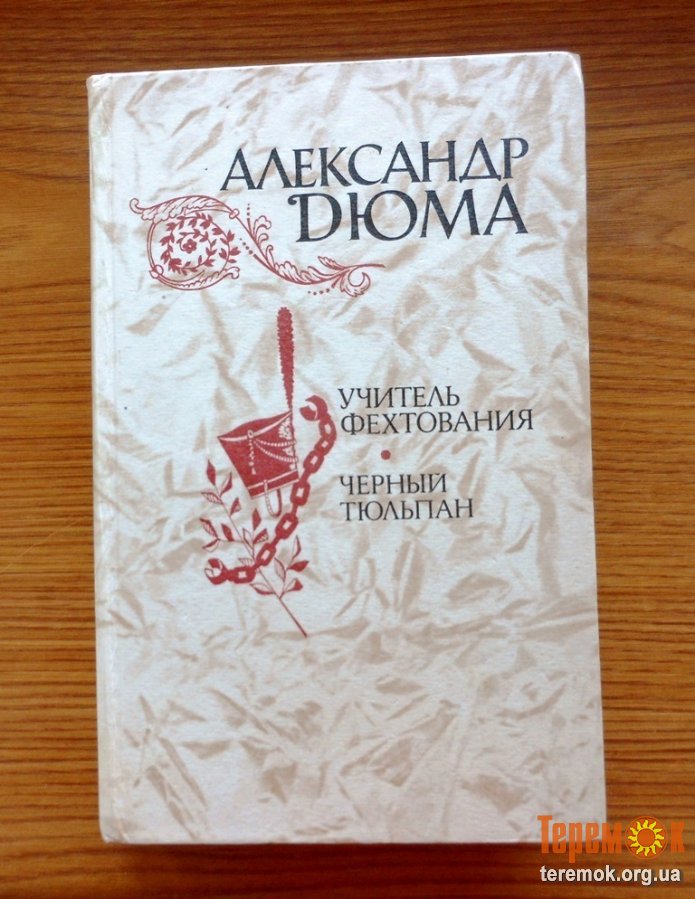 АЛЕКСАНДР
ДЮМА
УЧИТЕЛЬ
ФЕХТОВАНИЯ
•
ЧЕРНЫЙ
ТЮЛЬПАН
Теремок
teremok.org.ua